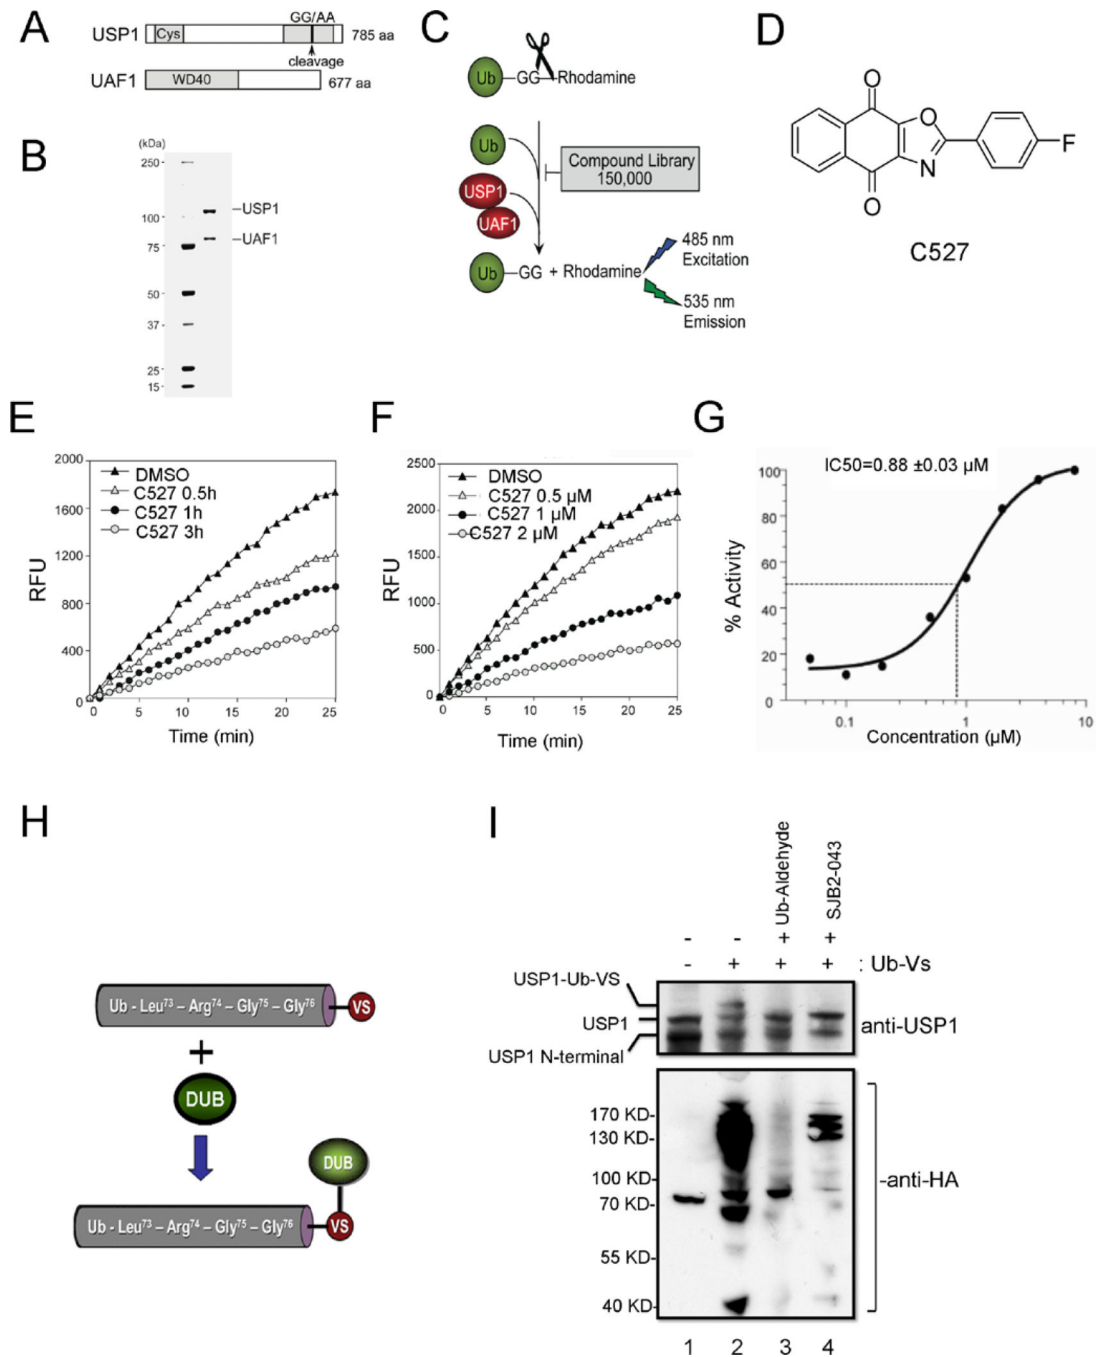 A
GG/AA
USP1
Cys
785 aa
cleavage
UAF1
WD40
677 aa
B
(kDa)
250
100
75
50
37
25
15
USP1
UAF1
C
Ub
GG
Rhodamine
Ub
Compound Library
150,000
USP1
UAF1
Ub
GG + Rhodamine
485 nm
Excitation
535 nm
Emission
D
O
O
F
N
O
C527
E
2000
1600
1200
800
400
0
RFU
DMSO
C527 0.5h
C527 1h
C527 3h
0 5 10 15 20 25
Time (min)
F
2500
2000
1500
1000
500
0
RFU
DMSO
C527 0.5 µM
C527 1 µM
C527 2 µM
0 5 10 15 20 25
Time (min)
G
IC50=0.88 ±0.03 µM
100
80
60
40
20
0
% Activity
0.1 1 10
Concentration (µM)
H
Ub - Leu⁷³ – Arg⁷⁴ – Gly⁷⁵ – Gly⁷⁶
VS
+
DUB
DUB
Ub - Leu⁷³ – Arg⁷⁴ – Gly⁷⁵ – Gly⁷⁶
VS
I
Ub-Aldehyde
SJB2-043
- - + +
- + + + : Ub-Vs
USP1-Ub-VS
USP1
USP1 N-terminal
anti-USP1
170 KD-
130 KD-
100 KD-
70 KD-
55 KD-
40 KD-
-anti-HA
1 2 3 4